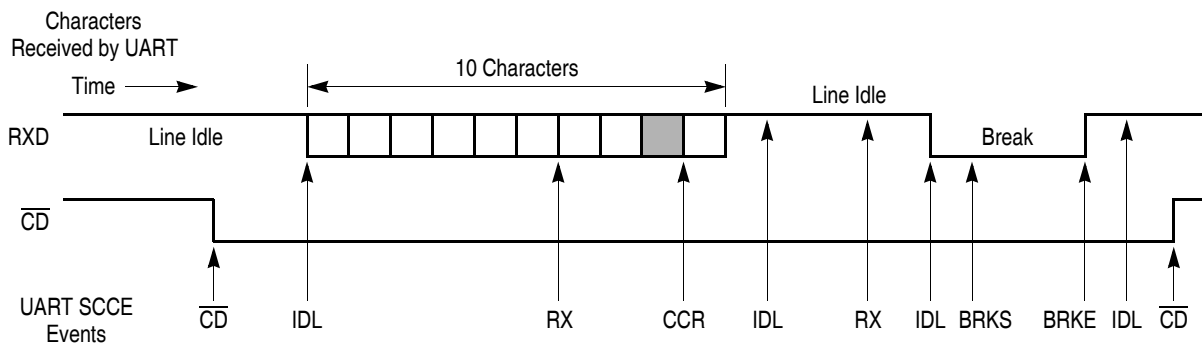 Characters
Received by UART
Time
10 Characters
Line Idle
RXD
Line Idle
Break
CD
UART SCCE
Events
CD IDL RX CCR IDL RX IDL BRKS BRKE IDL CD